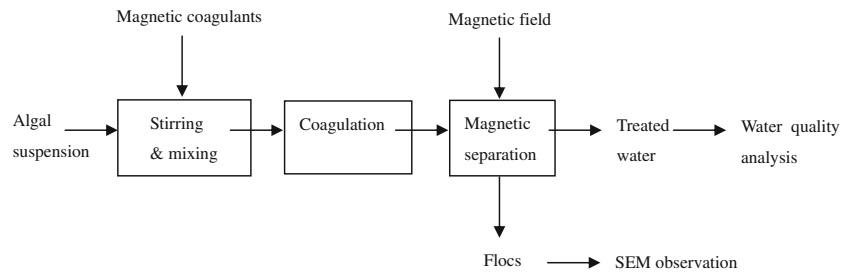 Magnetic coagulants
Magnetic field
Algal
suspension
Stirring
& mixing
Coagulation
Magnetic
separation
Treated
water
Water quality
analysis
Flocs
SEM observation